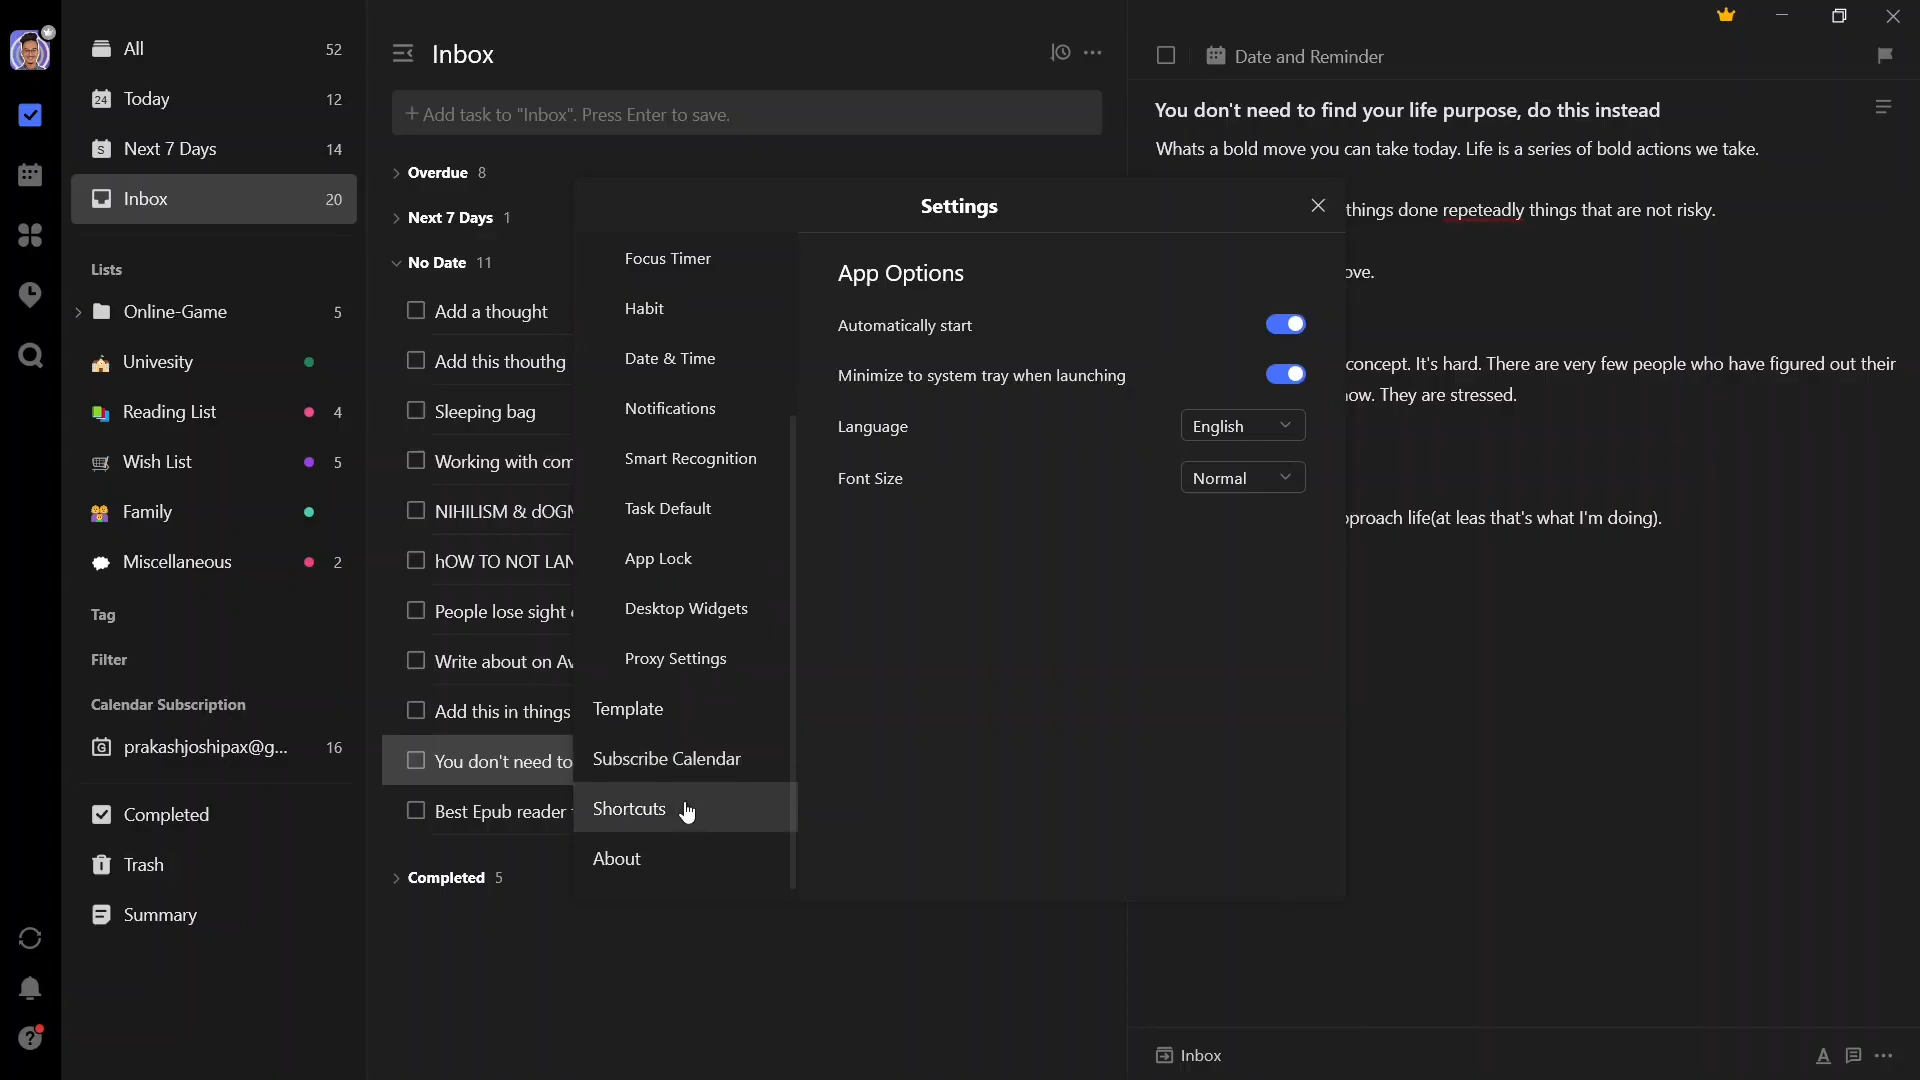 All 52
24 Today 12
S Next 7 Days 14
Inbox 20
Lists
Online-Game 5
Univesity
Reading List 4
Wish List 5
Family
Miscellaneous 2
Tag
Filter
Calendar Subscription
prakashjoshipax@g... 16
Completed
Trash
Summary
Inbox
+ Add task to "Inbox". Press Enter to save.
Overdue 8
Next 7 Days 1
No Date 11
Add a thought
Add this thouthg
Sleeping bag
Working with com
NIHILISM & dOGM
hOW TO NOT LAN
People lose sight
Write about on Av
Add this in things
You don't need to
Best Epub reader
Completed 5
Settings
Focus Timer
Habit
Date & Time
Notifications
Smart Recognition
Task Default
App Lock
Desktop Widgets
Proxy Settings
Template
Subscribe Calendar
Shortcuts
About
App Options
Automatically start
Minimize to system tray when launching
Language English
Font Size Normal
Date and Reminder
You don't need to find your life purpose, do this instead
Whats a bold move you can take today. Life is a series of bold actions we take.
things done repeteadly things that are not risky.
ove.
concept. It's hard. There are very few people who have figured out their
ow. They are stressed.
pproach life(at leas that's what I'm doing).
Inbox
A